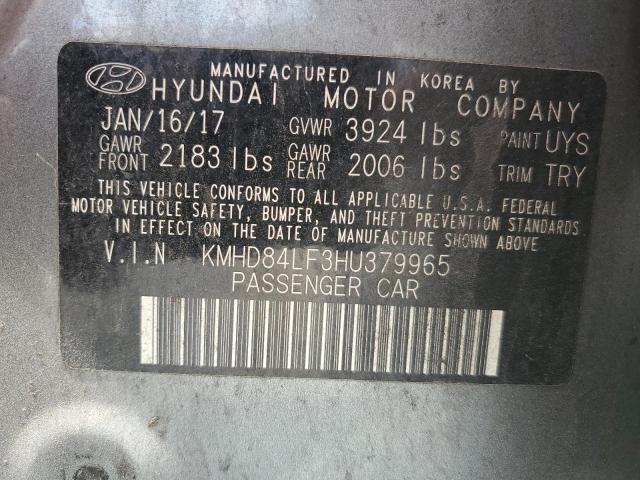 MANUFACTURED IN KOREA BY
HYUNDAI MOTOR COMPANY
JAN/16/17 GVWR 3924 lbs PAINT UYS
GAWR FRONT 2183 lbs GAWR REAR 2006 lbs TRIM TRY
THIS VEHICLE CONFORMS TO ALL APPLICABLE U.S.A. FEDERAL
MOTOR VEHICLE SAFETY, BUMPER, AND THEFT PREVENTION STANDARDS
IN EFFECT ON THE DATE OF MANUFACTURE SHOWN ABOVE
V.I.N KMHD84LF3HU379965
PASSENGER CAR